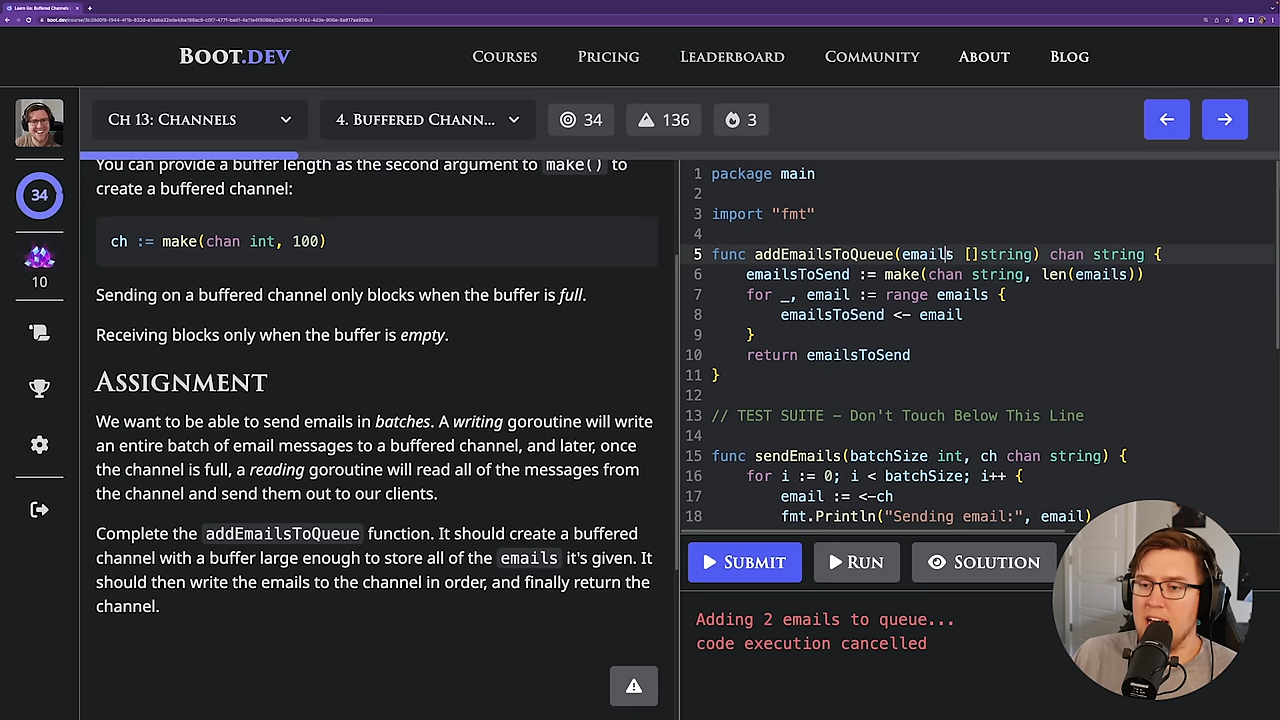 Learn Go: Buffered Channels |
BOOT.DEV
COURSES
PRICING
LEADERBOARD
COMMUNITY
ABOUT
BLOG
CH 13: CHANNELS
4. BUFFERED CHANN...
34
136
3
34
10
You can provide a buffer length as the second argument to make() to
create a buffered channel:
ch := make(chan int, 100)
Sending on a buffered channel only blocks when the buffer is full.
Receiving blocks only when the buffer is empty.
ASSIGNMENT
We want to be able to send emails in batches. A writing goroutine will write
an entire batch of email messages to a buffered channel, and later, once
the channel is full, a reading goroutine will read all of the messages from
the channel and send them out to our clients.
Complete the addEmailsToQueue function. It should create a buffered
channel with a buffer large enough to store all of the emails it's given. It
should then write the emails to the channel in order, and finally return the
channel.
1 package main
2
3 import "fmt"
4
5 func addEmailsToQueue(emails []string) chan string {
6 emailsToSend := make(chan string, len(emails))
7 for _, email := range emails {
8 emailsToSend <- email
9 }
10 return emailsToSend
11 }
12
13 // TEST SUITE - Don't Touch Below This Line
14
15 func sendEmails(batchSize int, ch chan string) {
16 for i := 0; i < batchSize; i++ {
17 email := <-ch
18 fmt.Println("Sending email:", email)
SUBMIT
RUN
SOLUTION
Adding 2 emails to queue...
code execution cancelled